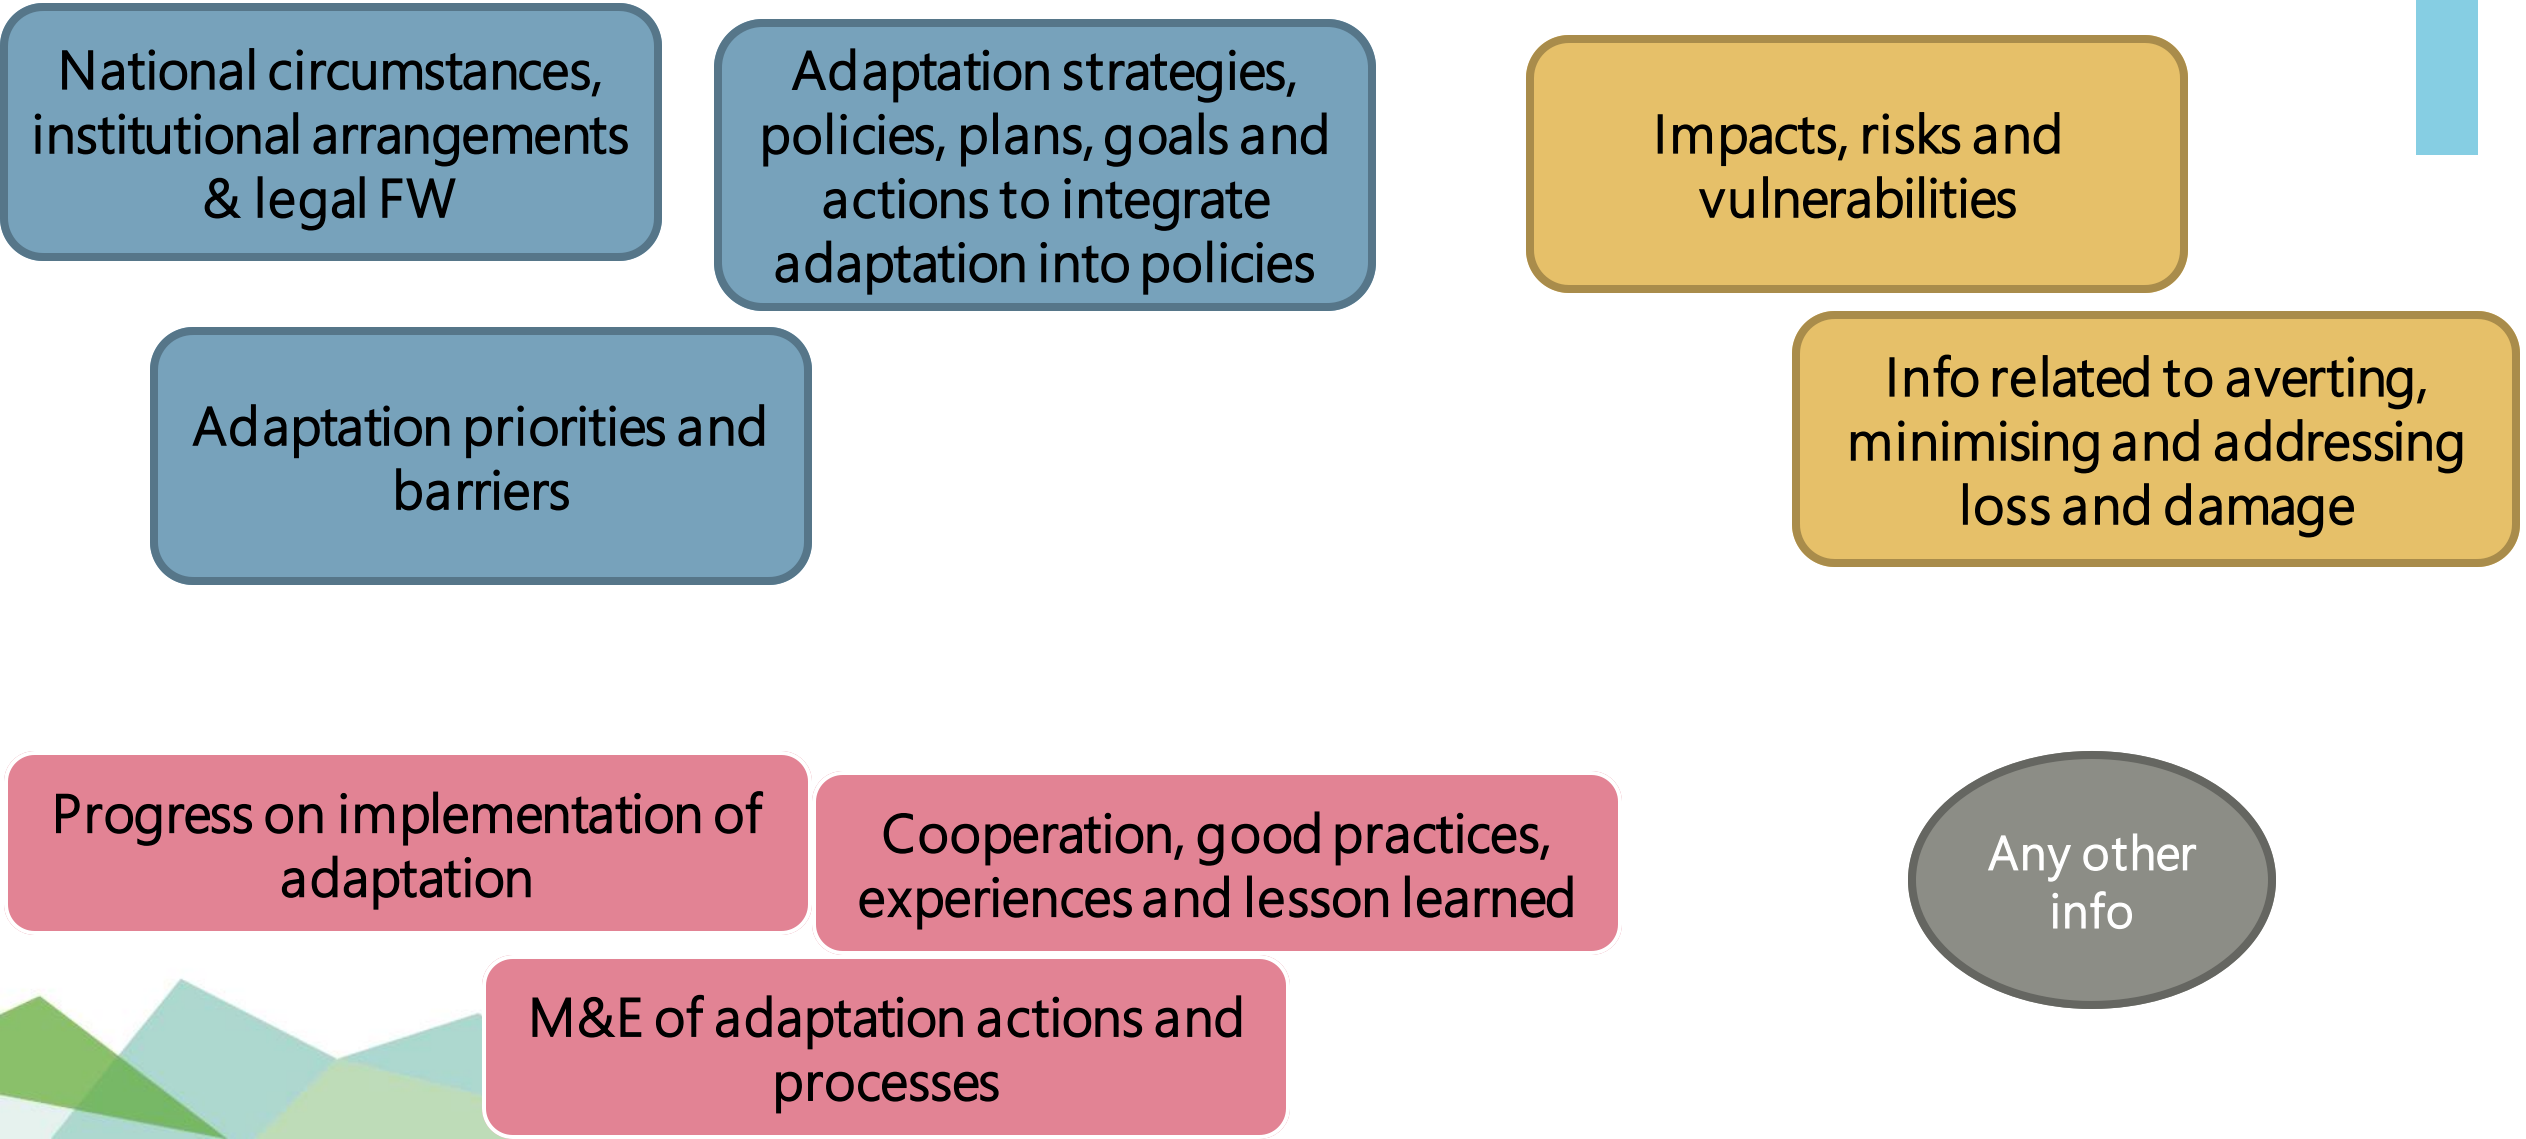 National circumstances,
institutional arrangements
& legal FW
Adaptation strategies,
policies, plans, goals and
actions to integrate
adaptation into policies
Impacts, risks and
vulnerabilities
Adaptation priorities and
barriers
Info related to averting,
minimising and addressing
loss and damage
Progress on implementation of
adaptation
Cooperation, good practices,
experiences and lesson learned
Any other
info
M&E of adaptation actions and
processes